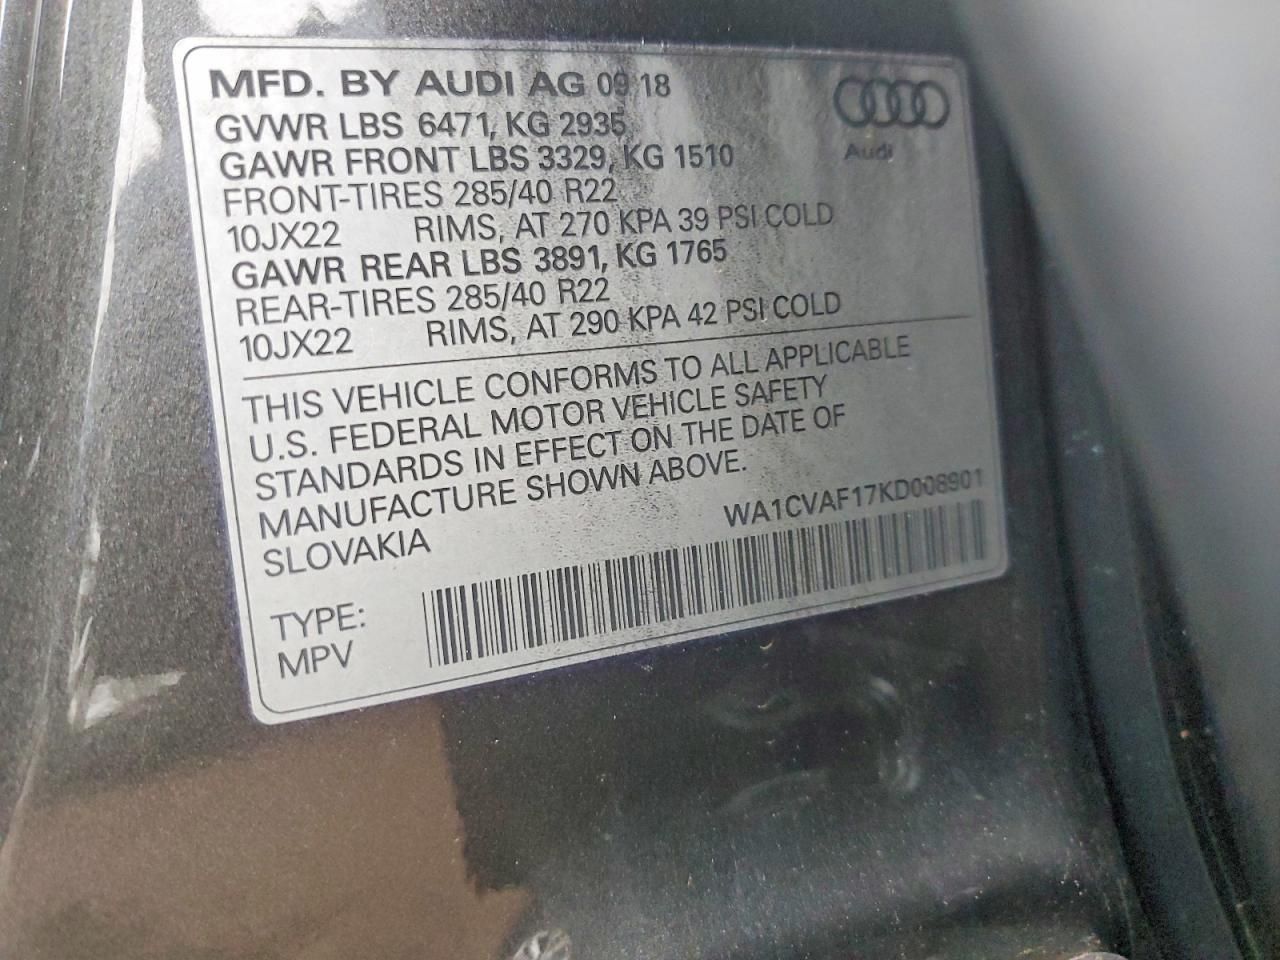 MFD. BY AUDI AG 09 18
GVWR LBS 6471, KG 2935
GAWR FRONT LBS 3329, KG 1510
FRONT-TIRES 285/40 R22
10JX22 RIMS, AT 270 KPA 39 PSI COLD
GAWR REAR LBS 3891, KG 1765
REAR-TIRES 285/40 R22
10JX22 RIMS, AT 290 KPA 42 PSI COLD
Audi
THIS VEHICLE CONFORMS TO ALL APPLICABLE
U.S. FEDERAL MOTOR VEHICLE SAFETY
STANDARDS IN EFFECT ON THE DATE OF
MANUFACTURE SHOWN ABOVE.
SLOVAKIA
WA1CVAF17KD008901
TYPE:
MPV